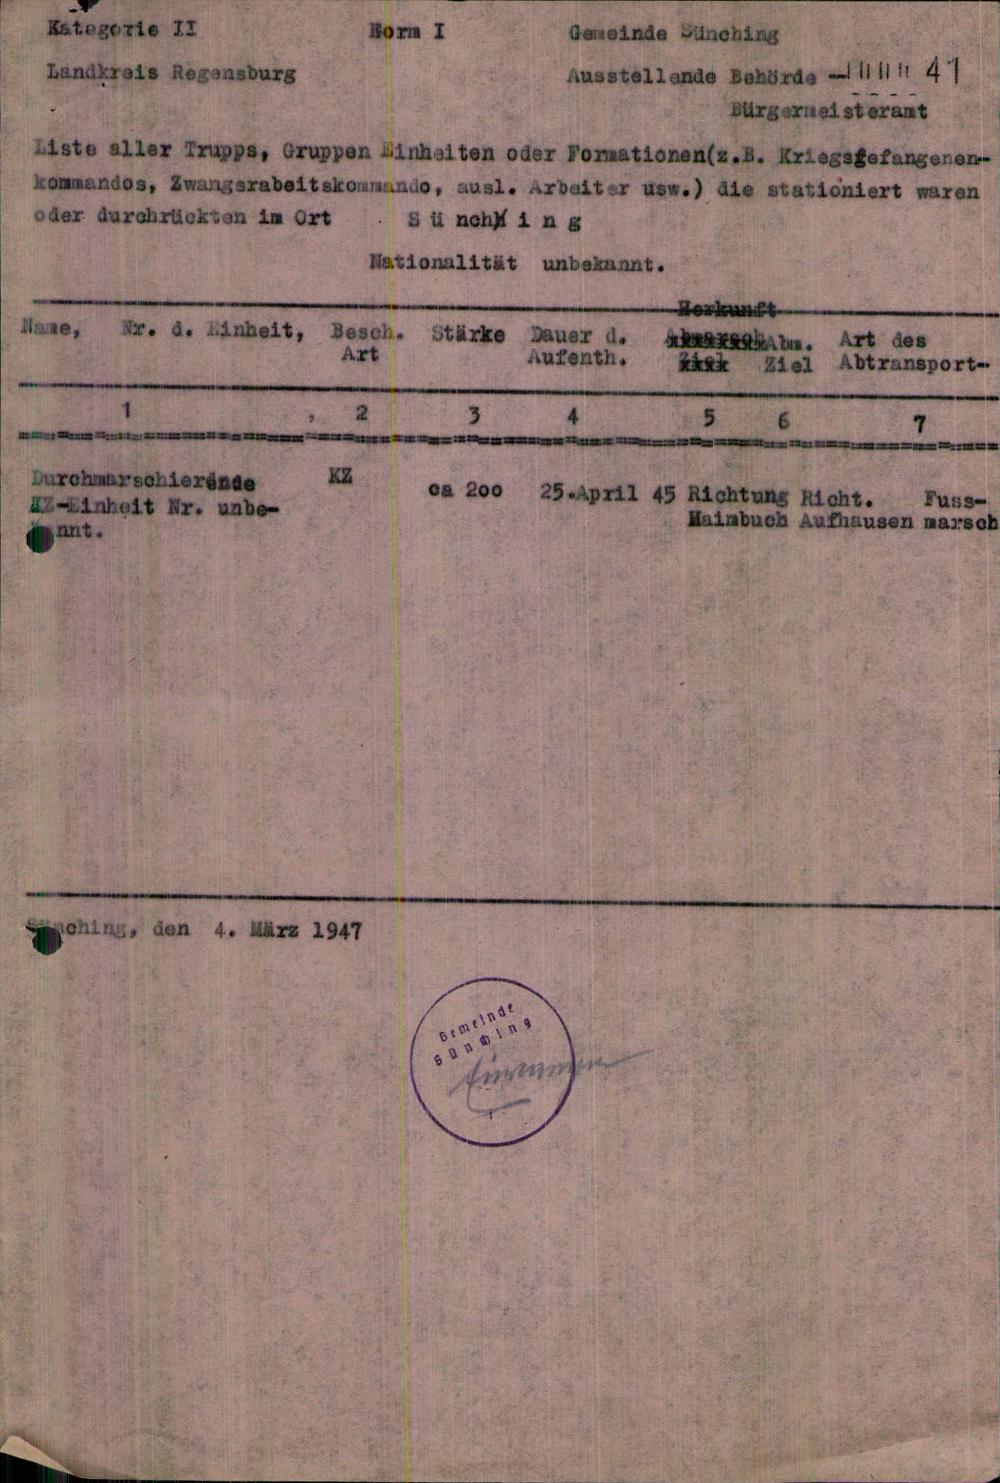 Kategorie II Form I Gemeinde Sünching
Landkreis Regensburg Ausstellende Behörde 41
Bürgermeisteramt
Liste aller Trupps, Gruppen Einheiten oder Formationen(z.B. Kriegsgefangenen-
kommandos, Zwangsrabeitskommando, ausl. Arbeiter usw.) die stationiert waren
oder durchrückten im Ort S ü nch i n g
Nationalität unbekannt.
Herkunft
Name, Nr. d. Einheit, Besch. Stärke Dauer d. Abm. Art des
Art Aufenth. Ziel Abtransport-
1 , 2 3 4 5 6 7
Durchmarschierende KZ ca 200 25.April 45 Richtung Richt. Fuss-
KZ-Einheit Nr. unbe- Haimbuch Aufhausen marsch
nnt.
Sünching, den 4. März 1947
Gemeinde
Sünching